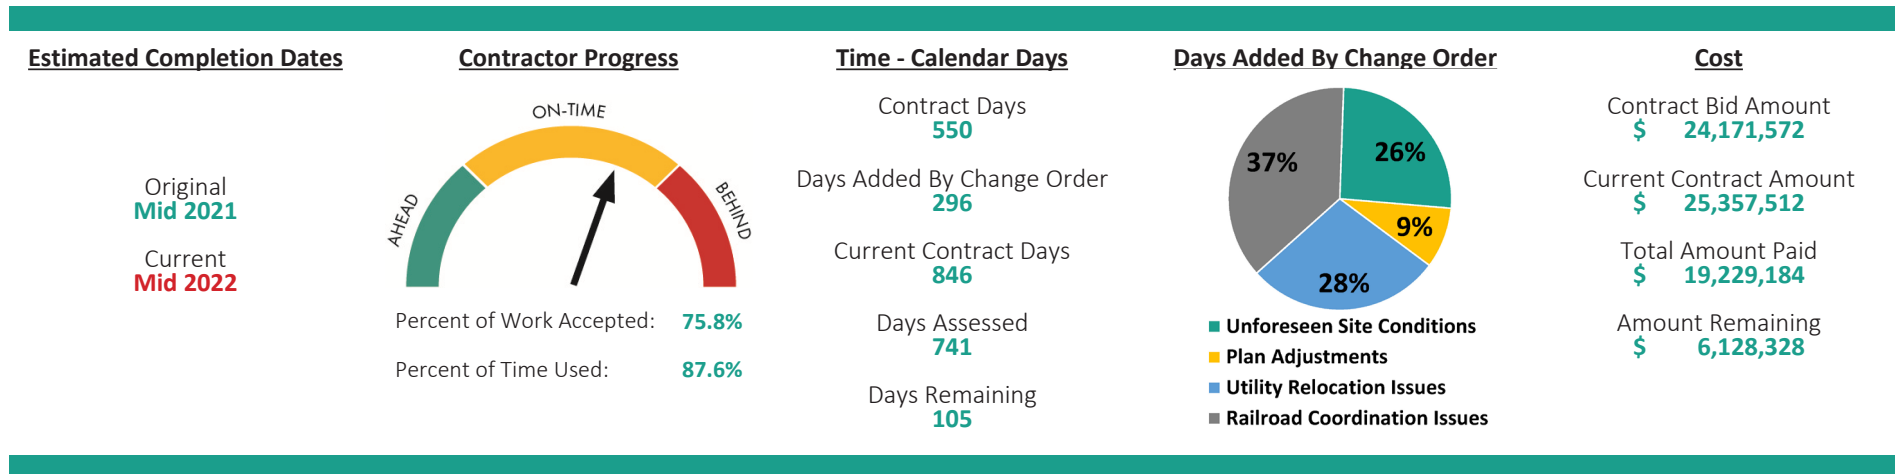 Estimated Completion Dates
Original
Mid 2021
Current
Mid 2022
Contractor Progress
AHEAD
ON-TIME
BEHIND
Percent of Work Accepted: 75.8%
Percent of Time Used: 87.6%
Time - Calendar Days
Contract Days
550
Days Added By Change Order
296
Current Contract Days
846
Days Assessed
741
Days Remaining
105
Days Added By Change Order
26%
9%
28%
37%
Unforeseen Site Conditions
Plan Adjustments
Utility Relocation Issues
Railroad Coordination Issues
Cost
Contract Bid Amount
$ 24,171,572
Current Contract Amount
$ 25,357,512
Total Amount Paid
$ 19,229,184
Amount Remaining
$ 6,128,328